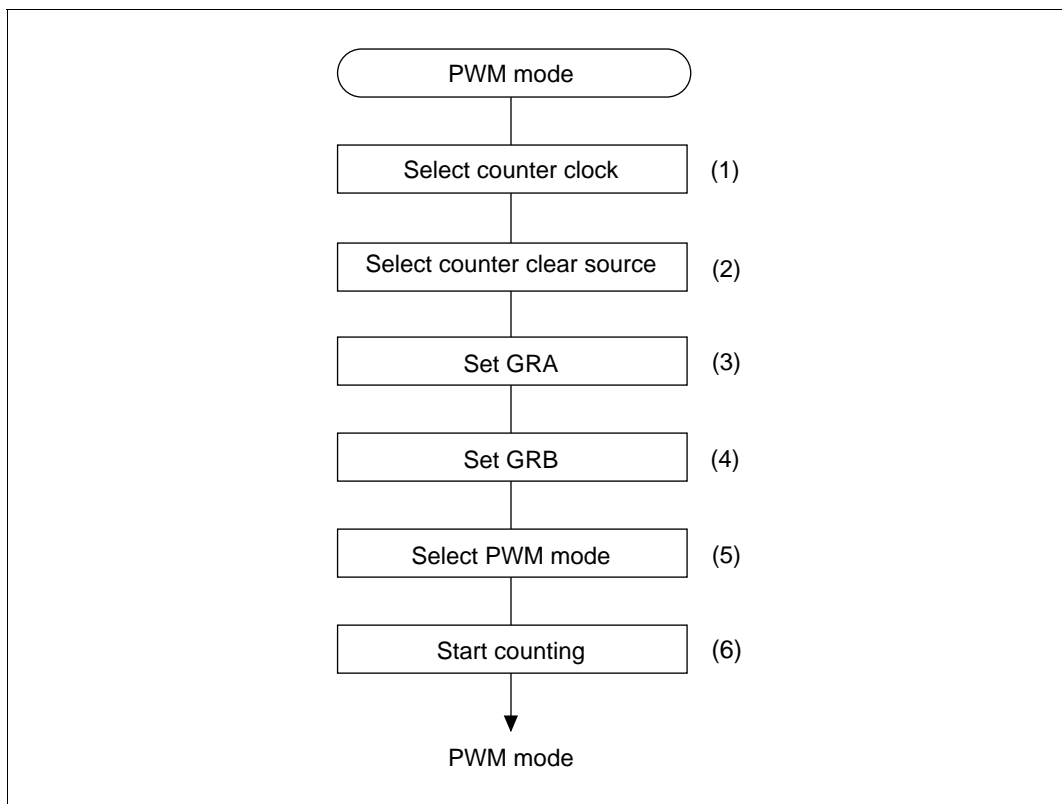 PWM mode
Select counter clock (1)
Select counter clear source (2)
Set GRA (3)
Set GRB (4)
Select PWM mode (5)
Start counting (6)
PWM mode